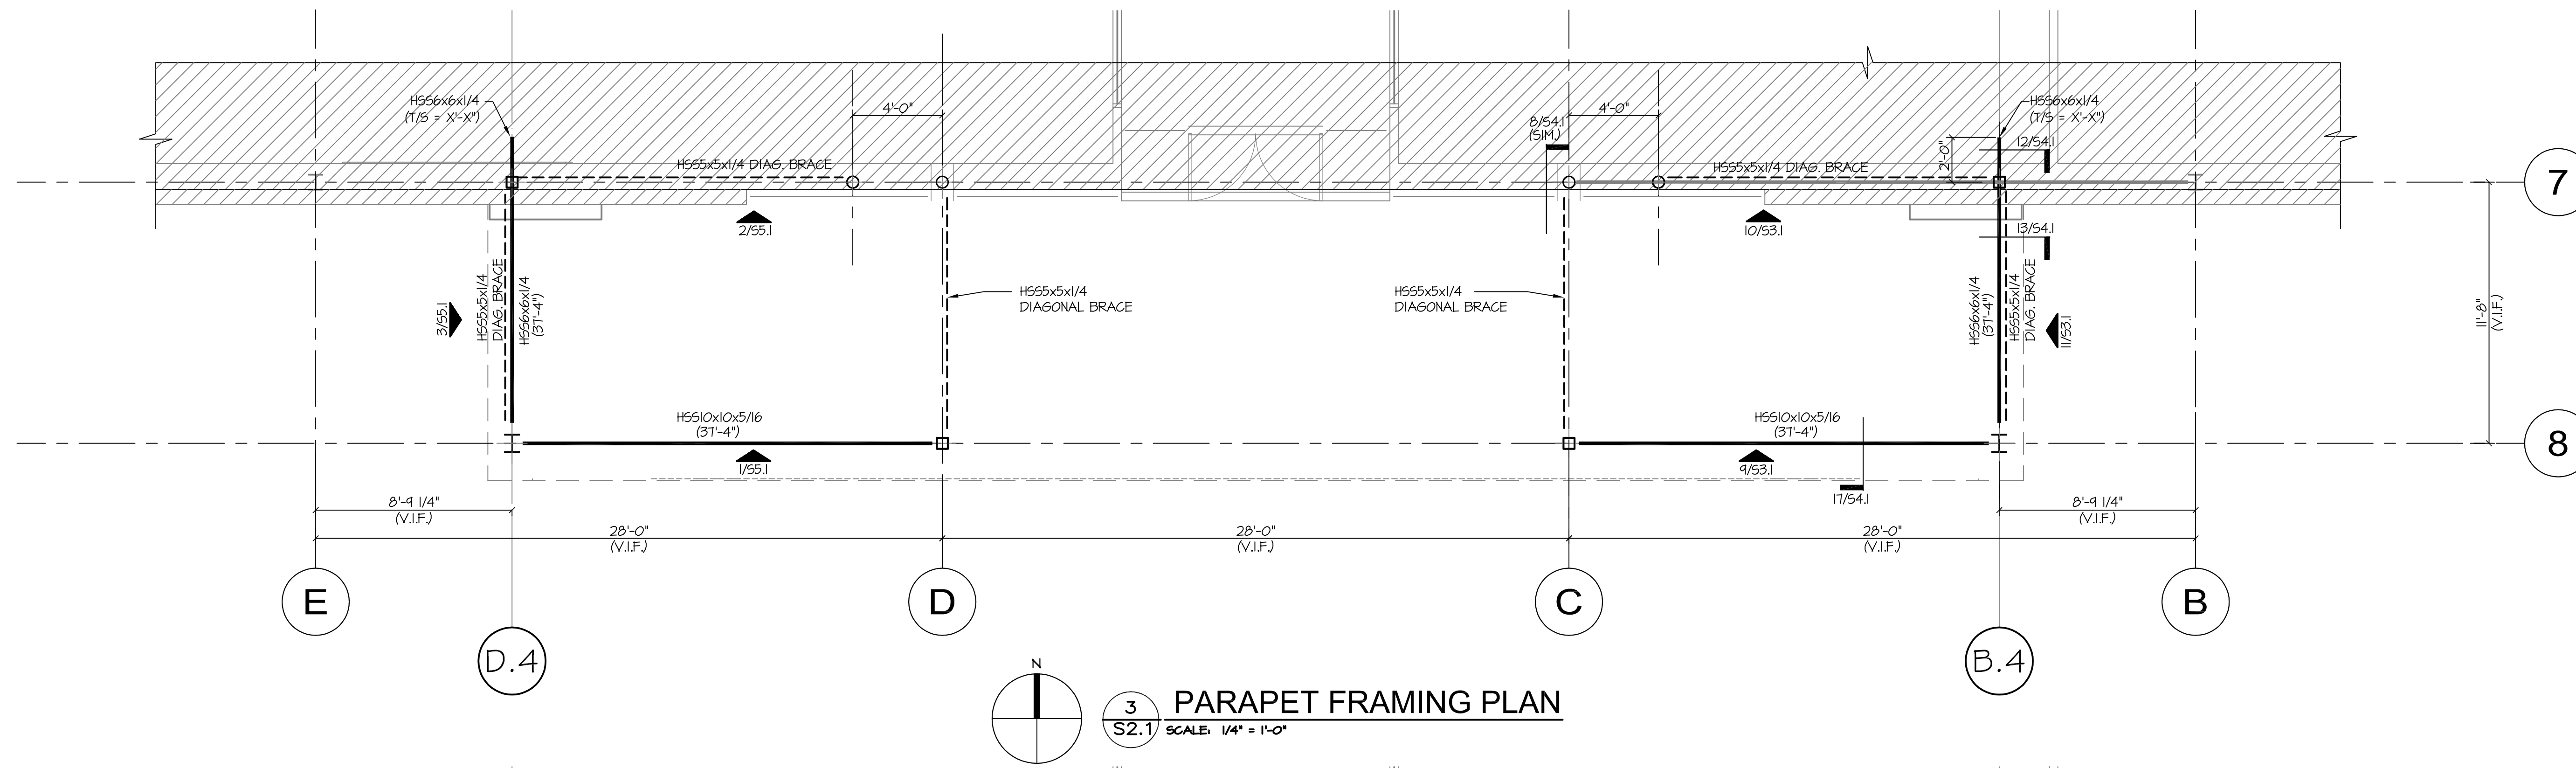 HSS6x6x1/4
(T/S = X'-X")
4'-0"
8/S4.1
(SIM.)
4'-0"
HSS6x6x1/4
(T/S = X'-X")
12/S4.1
2'-0"
HSS5x5x1/4 DIAG. BRACE
HSS5x5x1/4 DIAG. BRACE
7
2/S5.1
10/S3.1
13/S4.1
3/S5.1
HSS5x5x1/4
DIAG. BRACE
HSS6x6x1/4
(37'-4")
HSS5x5x1/4
DIAGONAL BRACE
HSS5x5x1/4
DIAGONAL BRACE
HSS6x6x1/4
(37'-4")
HSS5x5x1/4
DIAG. BRACE
11/S3.1
11'-8"
(V.I.F.)
HSS10x10x5/16
(37'-4")
HSS10x10x5/16
(37'-4")
8
1/S5.1
9/S3.1
17/S4.1
8'-9 1/4"
(V.I.F.)
8'-9 1/4"
(V.I.F.)
28'-0"
(V.I.F.)
28'-0"
(V.I.F.)
28'-0"
(V.I.F.)
E
D
C
B
D.4
B.4
N
3
S2.1
PARAPET FRAMING PLAN
SCALE: 1/4" = 1'-0"